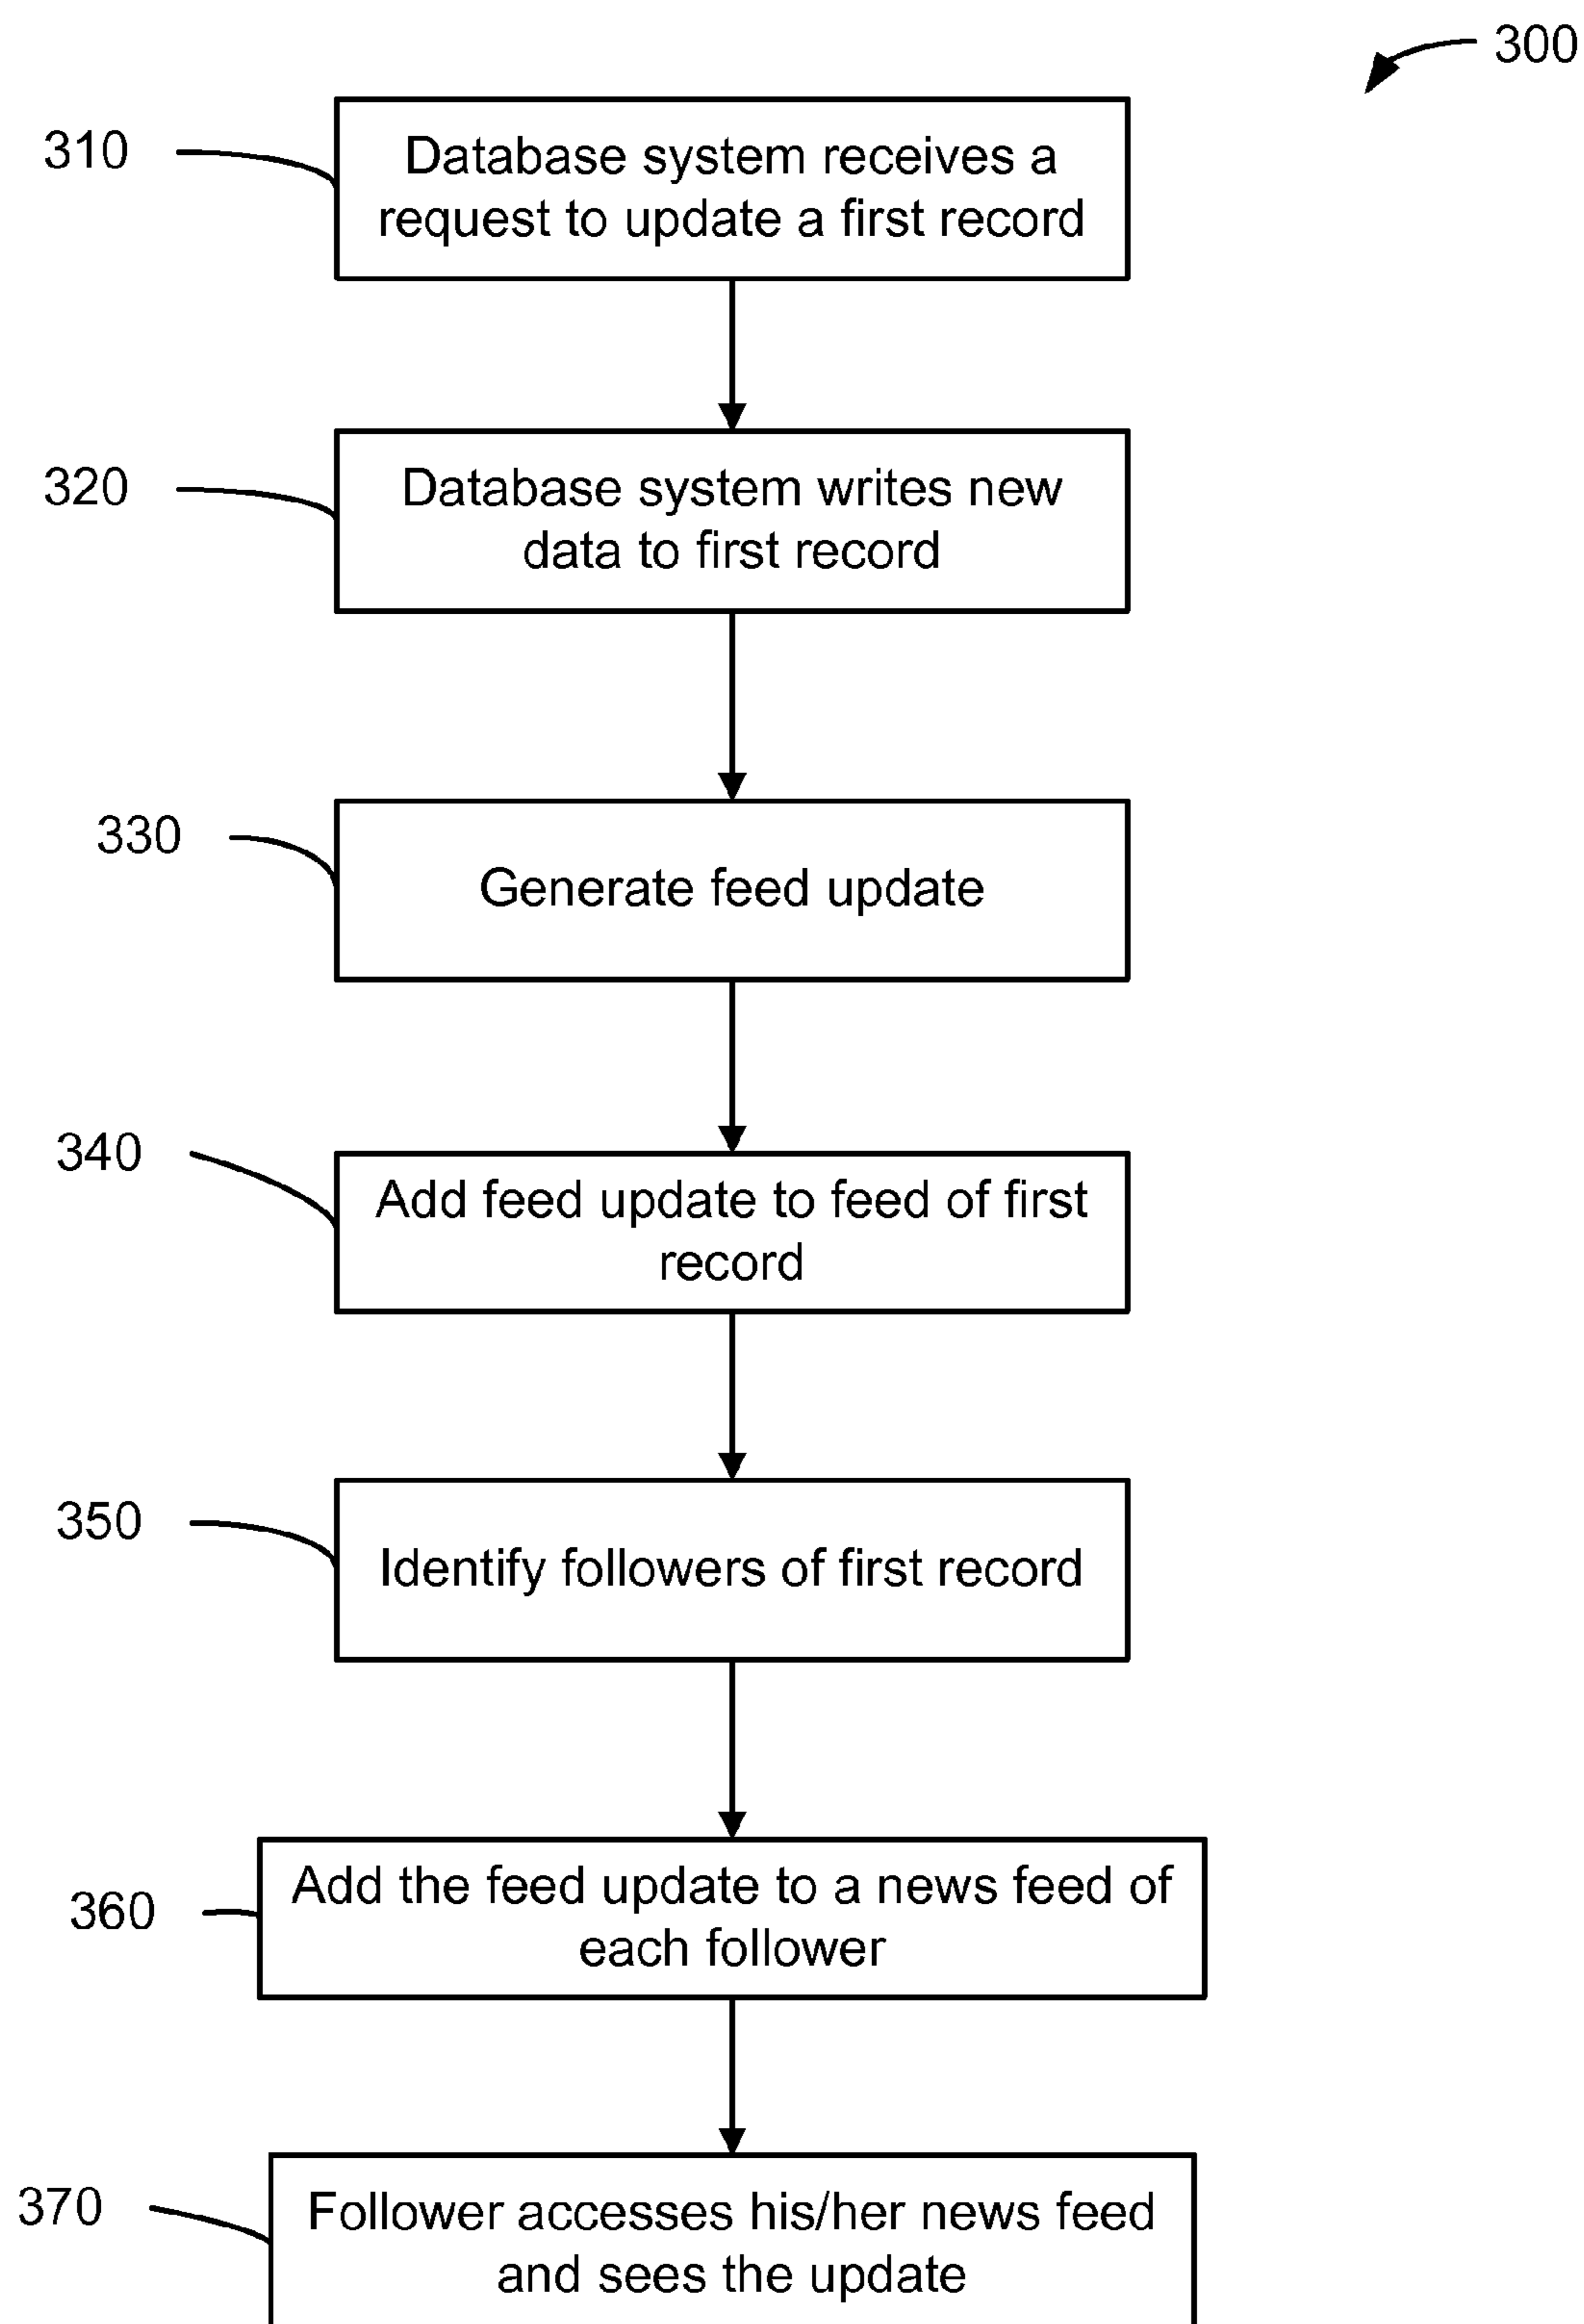 300
310
Database system receives a
request to update a first record
320
Database system writes new
data to first record
330
Generate feed update
340
Add feed update to feed of first
record
350
Identify followers of first record
360
Add the feed update to a news feed of
each follower
370
Follower accesses his/her news feed
and sees the update